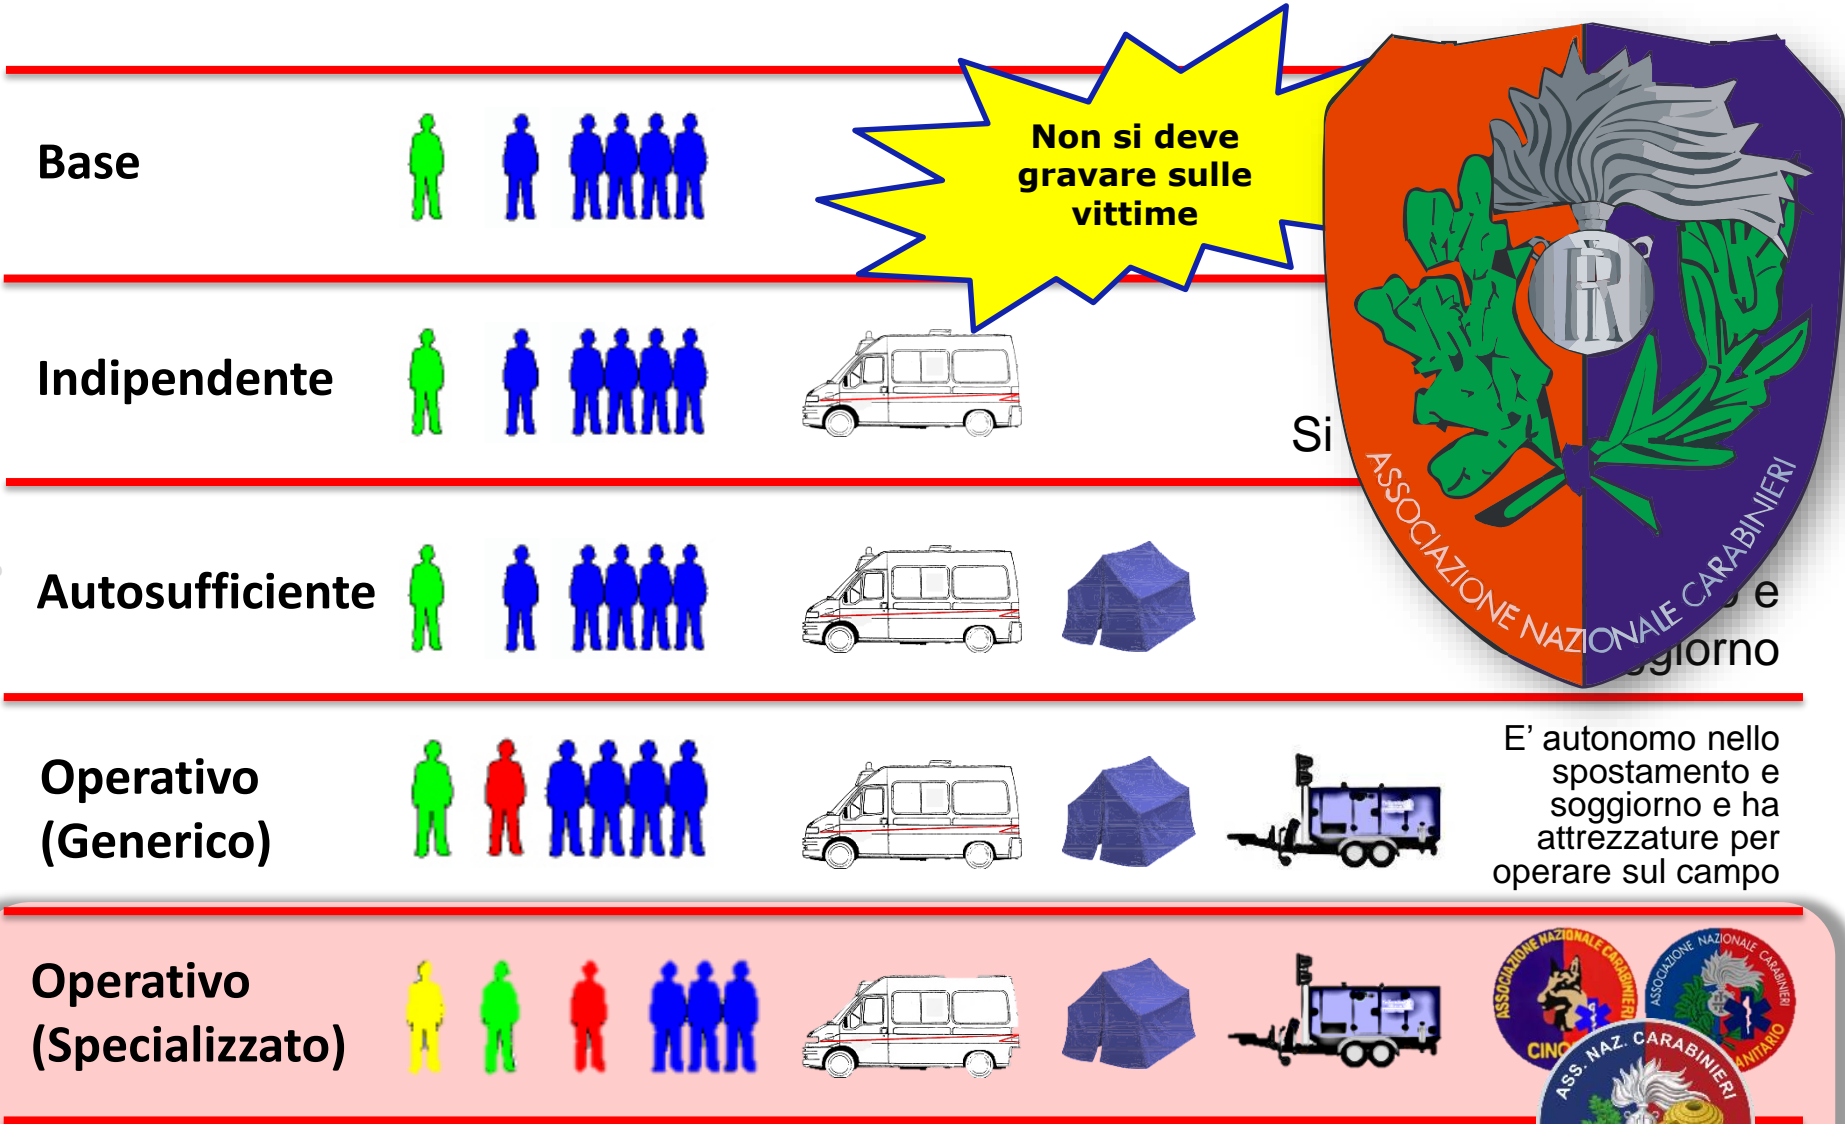 Base
Non si deve
gravare sulle
vittime
Indipendente
Si
Autosufficiente
e
giorno
ASSOCIAZIONE NAZIONALE CARABINIERI
Operativo
(Generico)
E' autonomo nello
spostamento e
soggiorno e ha
attrezzature per
operare sul campo
Operativo
(Specializzato)
ASSOCIAZIONE NAZIONALE CARABINIERI
CINO
ASSOCIAZIONE NAZIONALE CARABINIERI
ANITARIO
ASS. NAZ. CARABINIERI